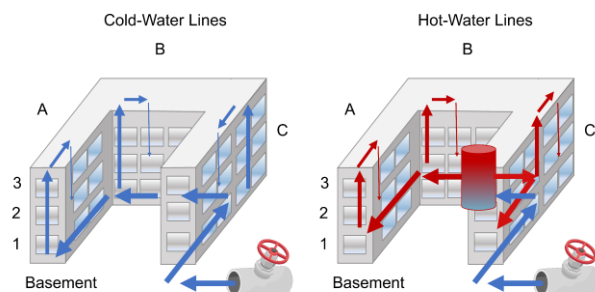 Cold-Water Lines
B
A
C
3
2
1
Basement
Hot-Water Lines
B
A
C
3
2
1
Basement